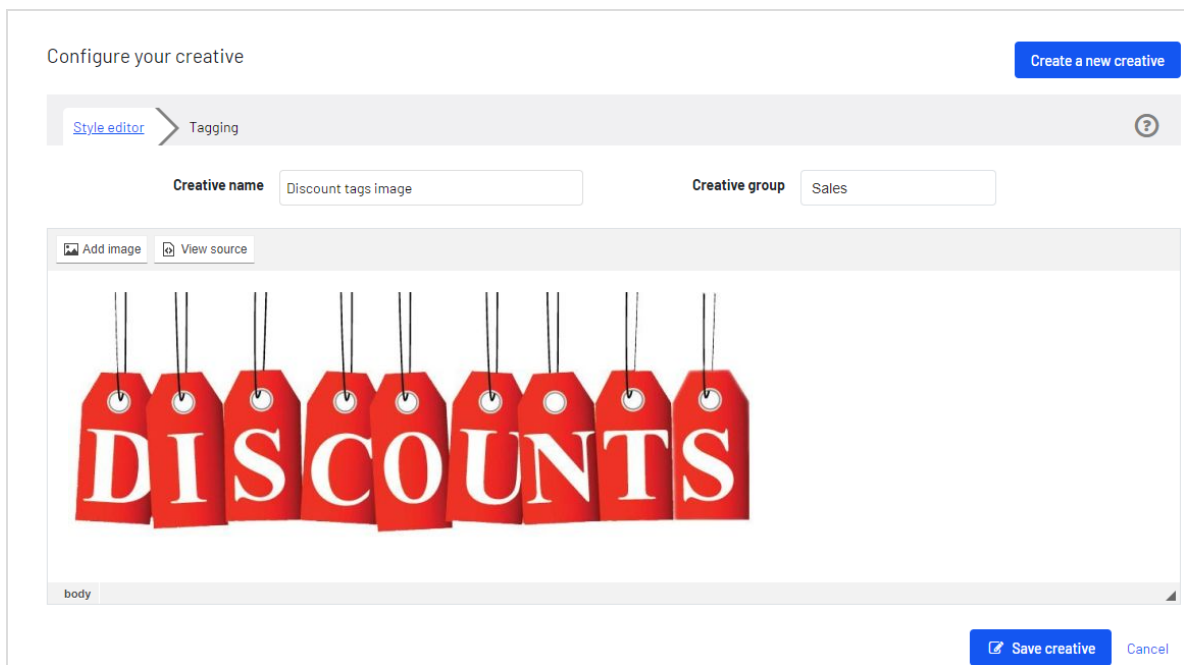 Configure your creative
Create a new creative
Style editor
Tagging
Creative name
Discount tags image
Creative group
Sales
Add image
View source
DISCOUNTS
body
Save creative
Cancel